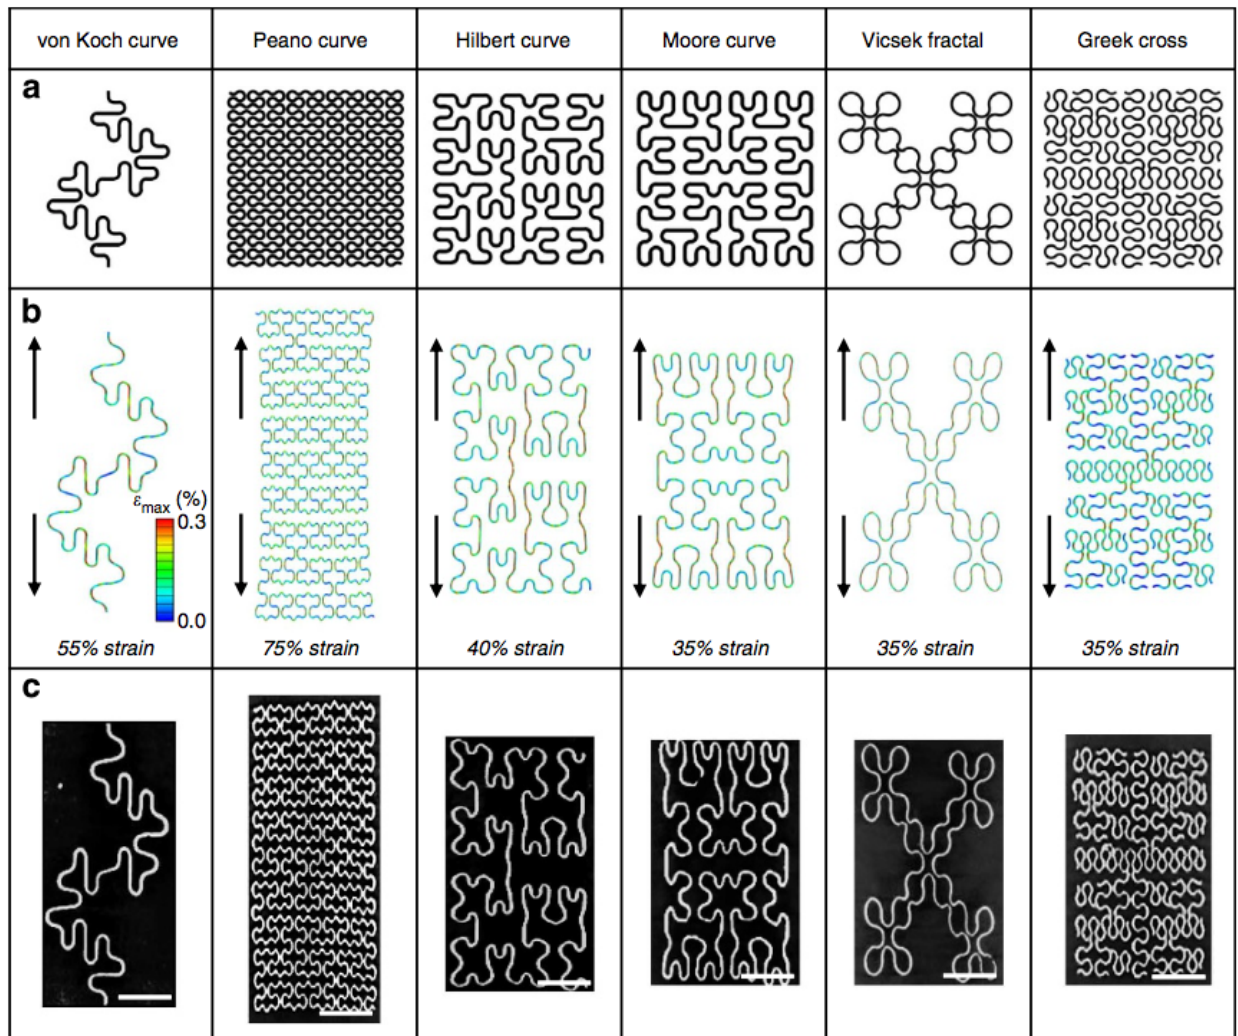 von Koch curve
Peano curve
Hilbert curve
Moore curve
Vicsek fractal
Greek cross
a
b
εmax (%)
0.3
0.0
55% strain
75% strain
40% strain
35% strain
35% strain
35% strain
c